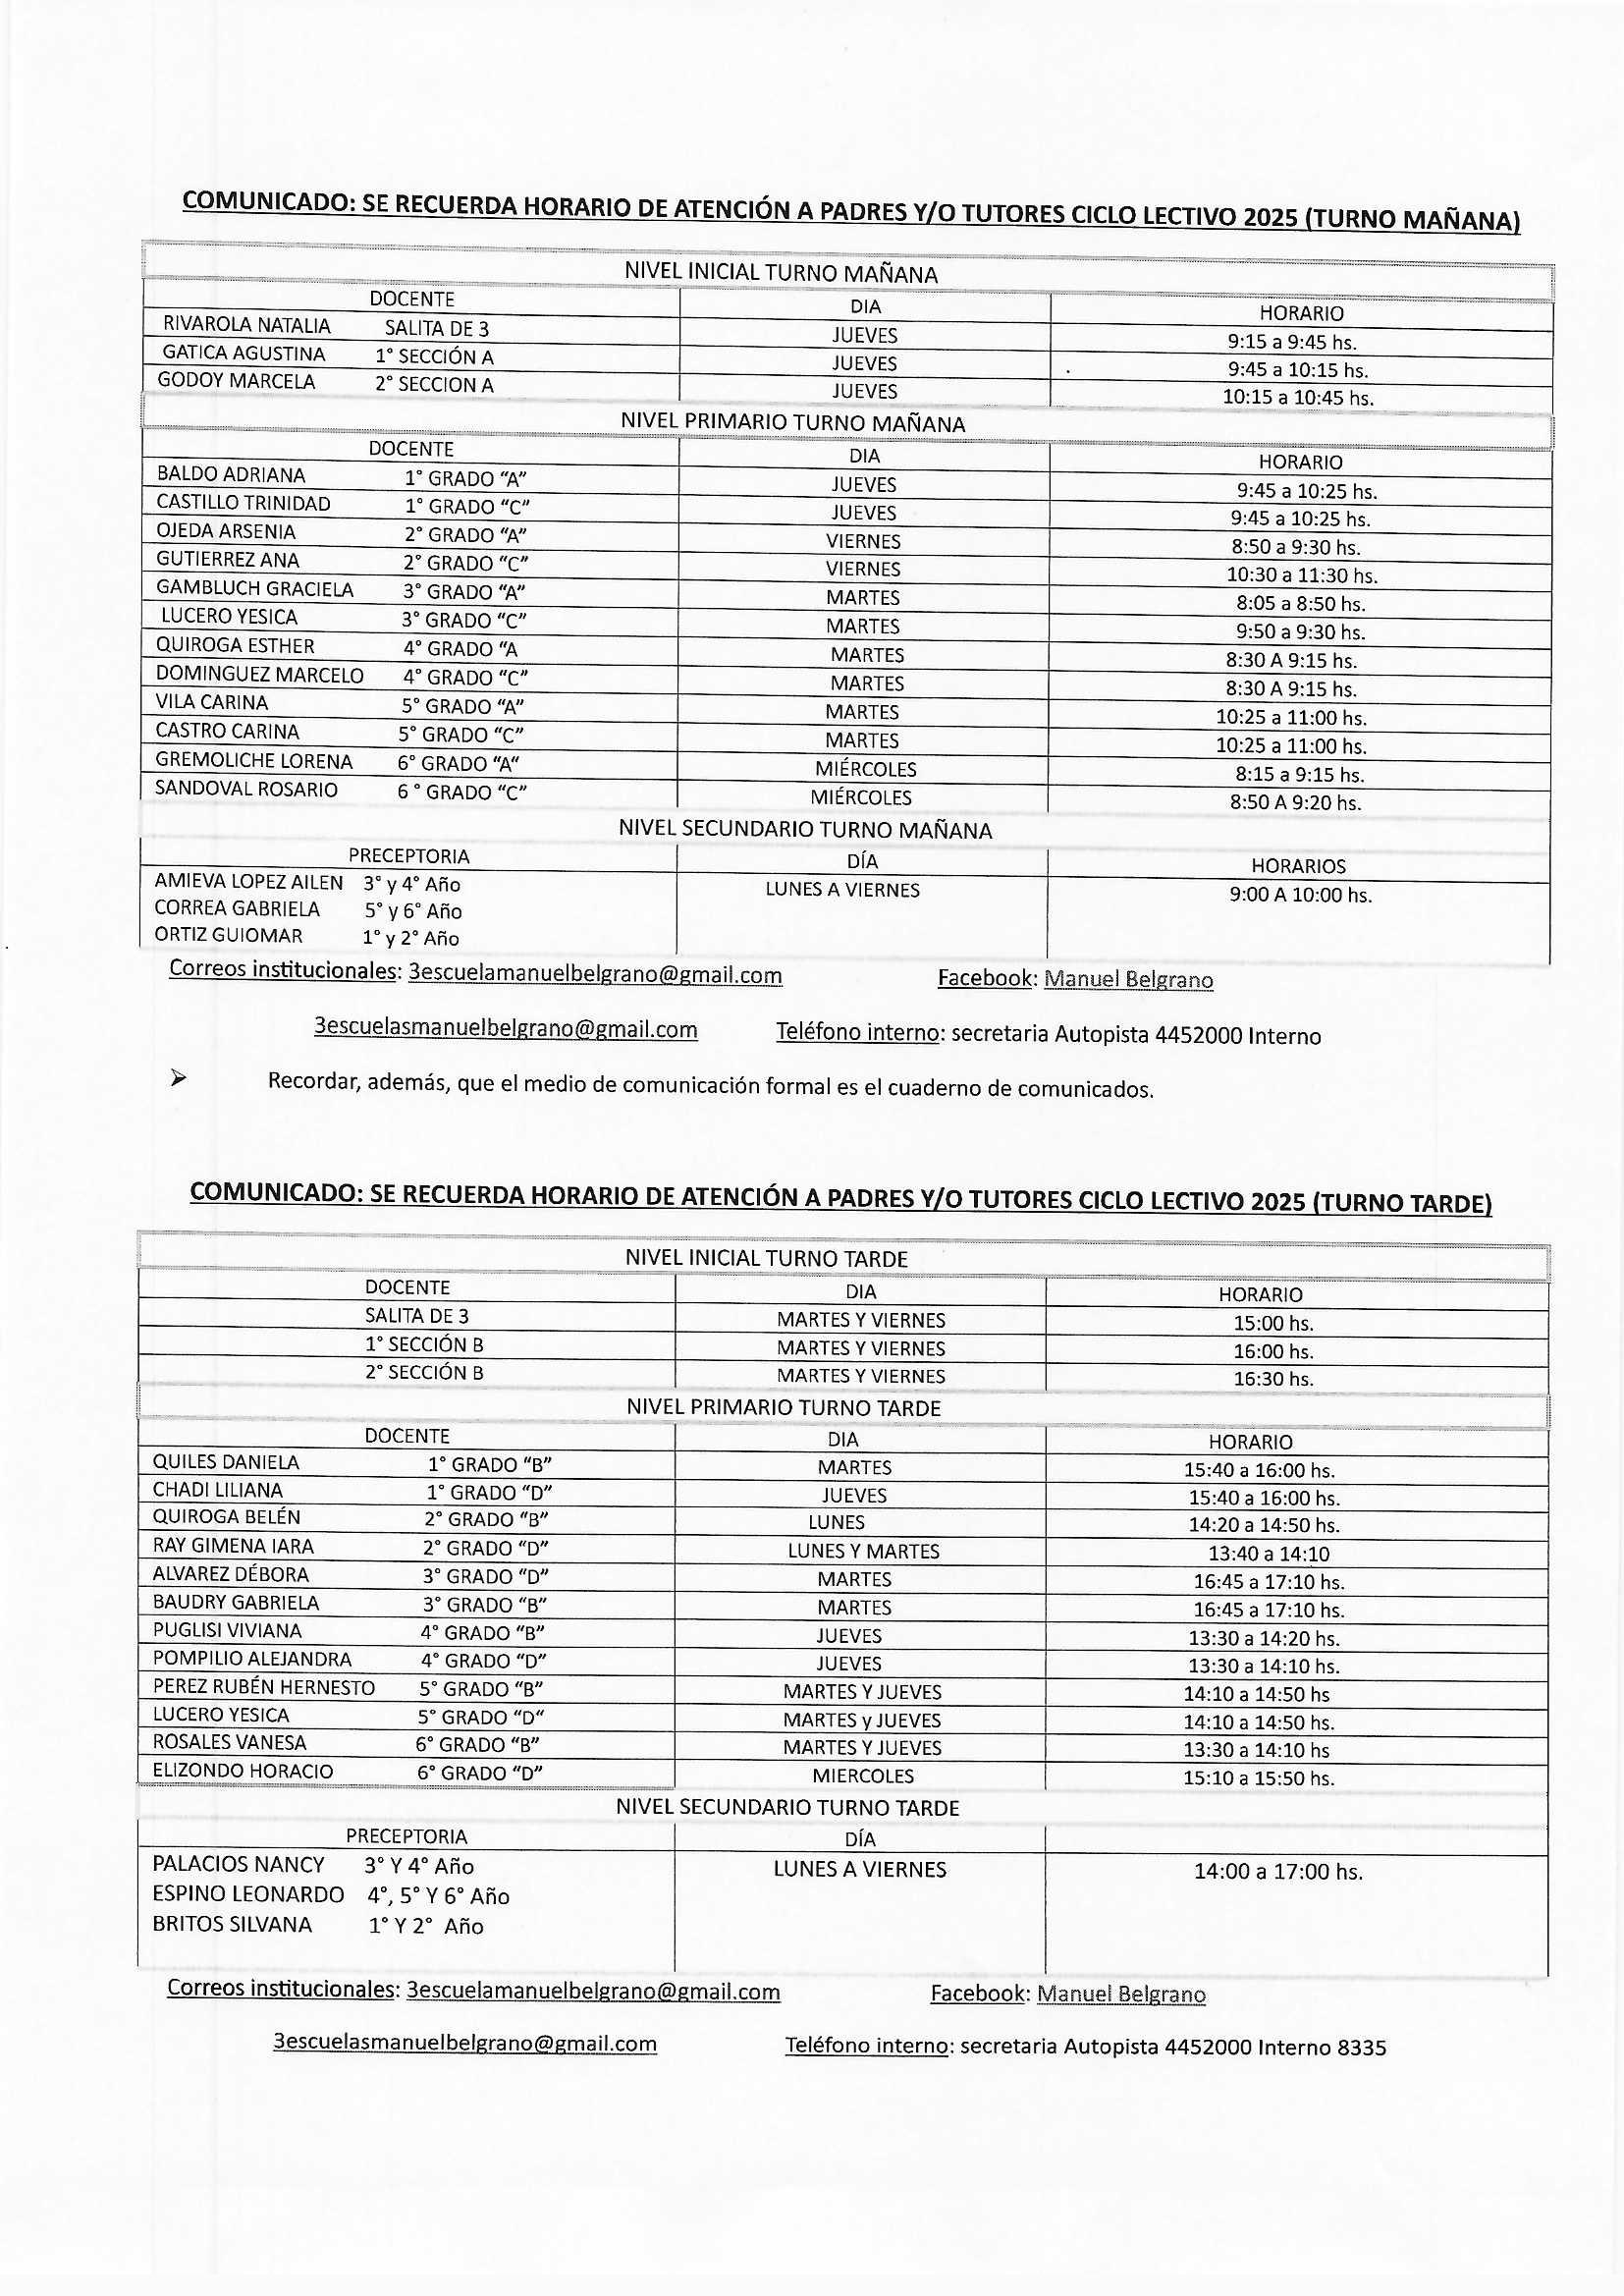 COMUNICADO: SE RECUERDA HORARIO DE ATENCIÓN A PADRES Y/O TUTORES CICLO LECTIVO 2025 (TURNO MAÑANA)
NIVEL INICIAL TURNO MAÑANA
DOCENTE DIA HORARIO
RIVAROLA NATALIA SALITA DE 3 JUEVES 9:15 a 9:45 hs.
GATICA AGUSTINA 1° SECCIÓN A JUEVES 9:45 a 10:15 hs.
GODOY MARCELA 2° SECCION A JUEVES 10:15 a 10:45 hs.
NIVEL PRIMARIO TURNO MAÑANA
DOCENTE DIA HORARIO
BALDO ADRIANA 1° GRADO “A” JUEVES 9:45 a 10:25 hs.
CASTILLO TRINIDAD 1° GRADO “C” JUEVES 9:45 a 10:25 hs.
OJEDA ARSENIA 2° GRADO “A” VIERNES 8:50 a 9:30 hs.
GUTIERREZ ANA 2° GRADO “C” VIERNES 10:30 a 11:30 hs.
GAMBLUCH GRACIELA 3° GRADO “A” MARTES 8:05 a 8:50 hs.
LUCERO YESICA 3° GRADO “C” MARTES 9:50 a 9:30 hs.
QUIROGA ESTHER 4° GRADO “A MARTES 8:30 A 9:15 hs.
DOMINGUEZ MARCELO 4° GRADO “C” MARTES 8:30 A 9:15 hs.
VILA CARINA 5° GRADO “A” MARTES 10:25 a 11:00 hs.
CASTRO CARINA 5° GRADO “C” MARTES 10:25 a 11:00 hs.
GREMOLICHE LORENA 6° GRADO “A“ MIÉRCOLES 8:15 a 9:15 hs.
SANDOVAL ROSARIO 6 ° GRADO “C” MIÉRCOLES 8:50 A 9:20 hs.
NIVEL SECUNDARIO TURNO MAÑANA
PRECEPTORIA DÍA HORARIOS
AMIEVA LOPEZ AILEN 3° y 4° Año LUNES A VIERNES 9:00 A 10:00 hs.
CORREA GABRIELA 5° y 6° Año
ORTIZ GUIOMAR 1° y 2° Año
Correos institucionales: 3escuelamanuelbelgrano@gmail.com Facebook: Manuel Belgrano
3escuelasmanuelbelgrano@gmail.com Teléfono interno: secretaria Autopista 4452000 Interno
➢ Recordar, además, que el medio de comunicación formal es el cuaderno de comunicados.
COMUNICADO: SE RECUERDA HORARIO DE ATENCIÓN A PADRES Y/O TUTORES CICLO LECTIVO 2025 (TURNO TARDE)
NIVEL INICIAL TURNO TARDE
DOCENTE DIA HORARIO
SALITA DE 3 MARTES Y VIERNES 15:00 hs.
1° SECCIÓN B MARTES Y VIERNES 16:00 hs.
2° SECCIÓN B MARTES Y VIERNES 16:30 hs.
NIVEL PRIMARIO TURNO TARDE
DOCENTE DIA HORARIO
QUILES DANIELA 1° GRADO “B” MARTES 15:40 a 16:00 hs.
CHADI LILIANA 1° GRADO “D” JUEVES 15:40 a 16:00 hs.
QUIROGA BELÉN 2° GRADO “B” LUNES 14:20 a 14:50 hs.
RAY GIMENA IARA 2° GRADO “D” LUNES Y MARTES 13:40 a 14:10
ALVAREZ DÉBORA 3° GRADO “D” MARTES 16:45 a 17:10 hs.
BAUDRY GABRIELA 3° GRADO “B” MARTES 16:45 a 17:10 hs.
PUGLISI VIVIANA 4° GRADO “B” JUEVES 13:30 a 14:20 hs.
POMPILIO ALEJANDRA 4° GRADO “D” JUEVES 13:30 a 14:10 hs.
PEREZ RUBÉN HERNESTO 5° GRADO “B” MARTES Y JUEVES 14:10 a 14:50 hs
LUCERO YESICA 5° GRADO “D“ MARTES y JUEVES 14:10 a 14:50 hs.
ROSALES VANESA 6° GRADO “B” MARTES Y JUEVES 13:30 a 14:10 hs
ELIZONDO HORACIO 6° GRADO “D” MIERCOLES 15:10 a 15:50 hs.
NIVEL SECUNDARIO TURNO TARDE
PRECEPTORIA DÍA
PALACIOS NANCY 3° Y 4° Año LUNES A VIERNES 14:00 a 17:00 hs.
ESPINO LEONARDO 4°, 5° Y 6° Año
BRITOS SILVANA 1° Y 2° Año
Correos institucionales: 3escuelamanuelbelgrano@gmail.com Facebook: Manuel Belgrano
3escuelasmanuelbelgrano@gmail.com Teléfono interno: secretaria Autopista 4452000 Interno 8335